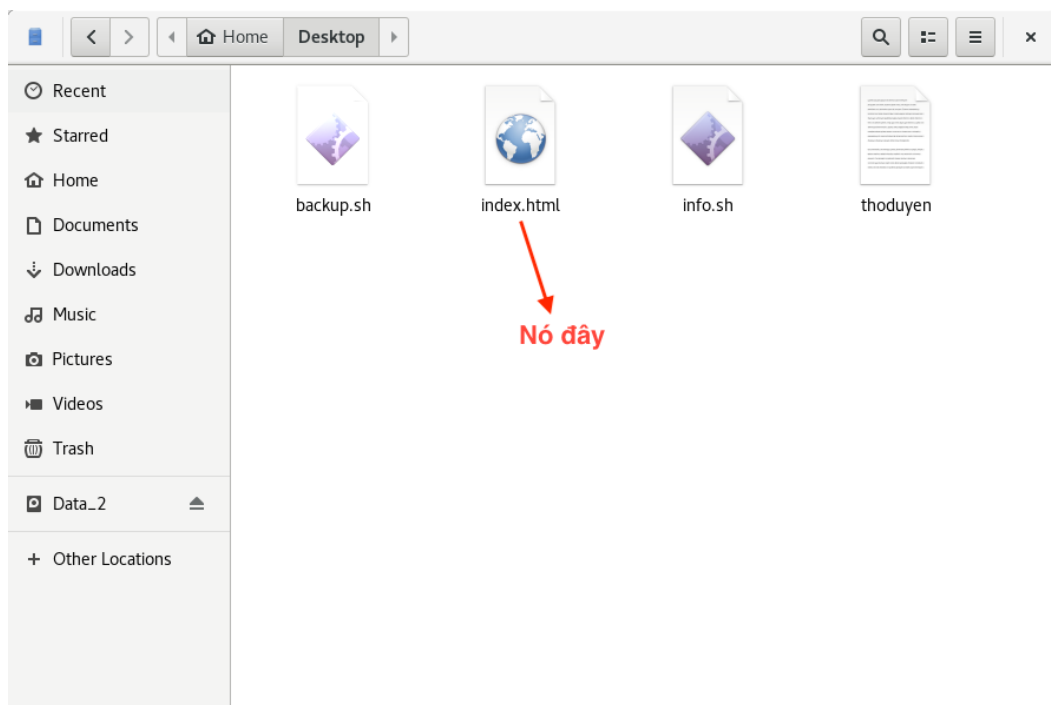 Home
Desktop
Recent
Starred
Home
Documents
Downloads
Music
Pictures
Videos
Trash
Data_2
Other Locations
backup.sh
index.html
info.sh
thoduyen
Nó đây